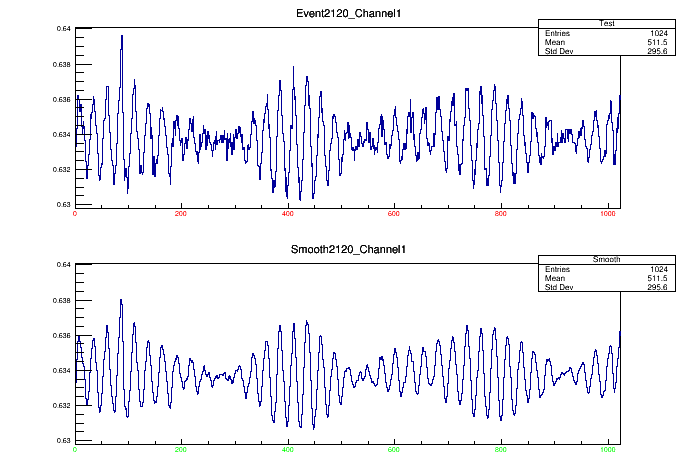 Event2120_Channel1
Test
Entries 1024
Mean 511.5
Std Dev 295.6
0.64
0.638
0.636
0.634
0.632
0.63
0 200 400 600 800 1000
Smooth2120_Channel1
Smooth
Entries 1024
Mean 511.5
Std Dev 295.6
0.64
0.638
0.636
0.634
0.632
0.63
0 200 400 600 800 1000